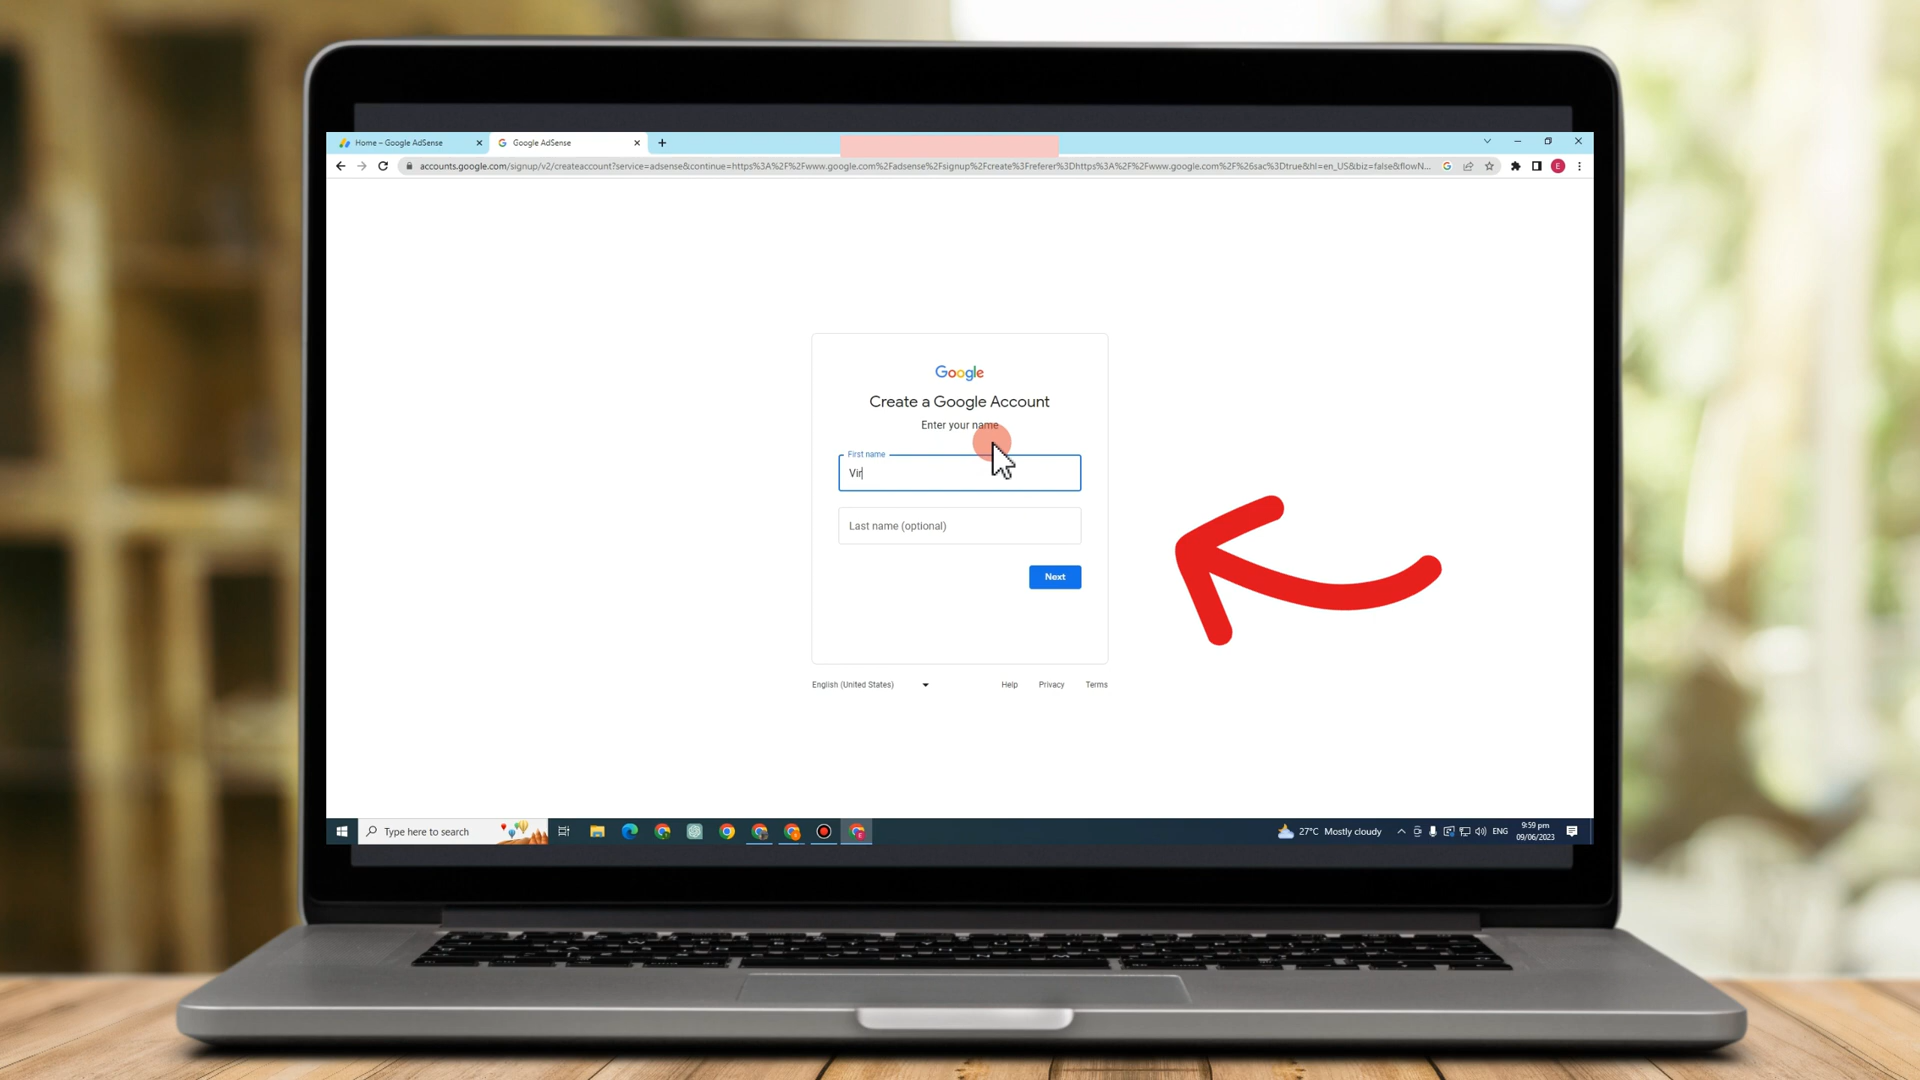 Home – Google AdSense
Google AdSense
accounts.google.com/signup/v2/createaccount?service=adsense&continue=https%3A%2F%2Fwww.google.com%2Fadsense%2Fsignup%2Fcreate%3Freferer%3Dhttps%3A%2F%2Fwww.google.com%2F%26sac%3Dtrue&hl=en_US&biz=false&flowN...
E
Google
Create a Google Account
Enter your name
First name
Vir
Last name (optional)
Next
English (United States)
Help
Privacy
Terms
Type here to search
27°C Mostly cloudy
ENG
9:59 pm
09/06/2023